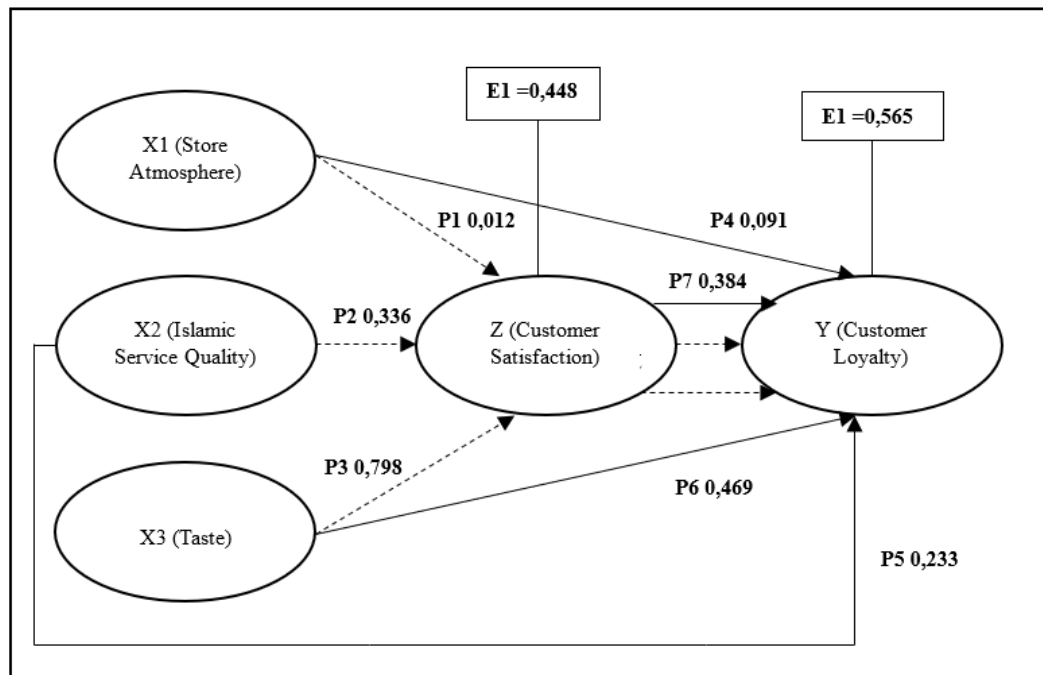 E1 =0,448
E1 =0,565
X1 (Store
Atmosphere)
P1 0,012
P4 0,091
P7 0,384
X2 (Islamic
Service Quality)
P2 0,336
Z (Customer
Satisfaction)
Y (Customer
Loyalty)
P3 0,798
P6 0,469
X3 (Taste)
P5 0,233